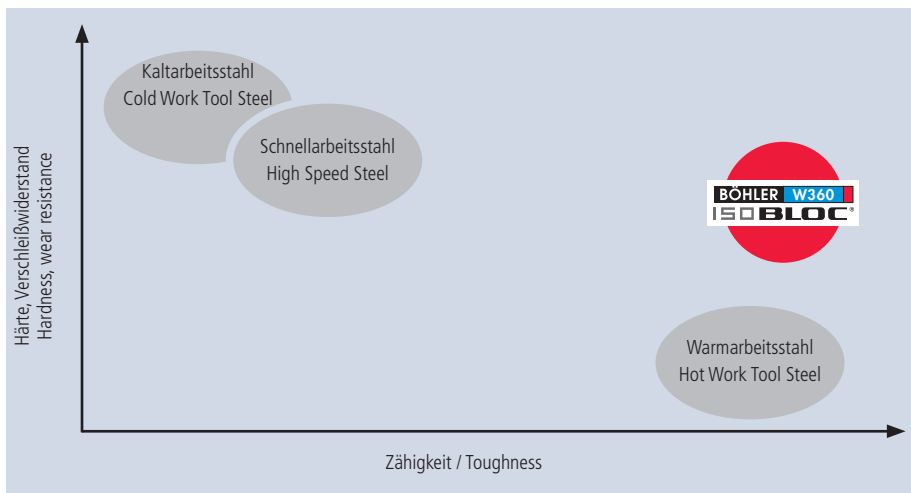 Kaltarbeitsstahl
Cold Work Tool Steel
Schnellarbeitsstahl
High Speed Steel
BÖHLER W360
ISOBLOC®
Warmarbeitsstahl
Hot Work Tool Steel
Härte, Verschleißwiderstand
Hardness, wear resistance
Zähigkeit / Toughness